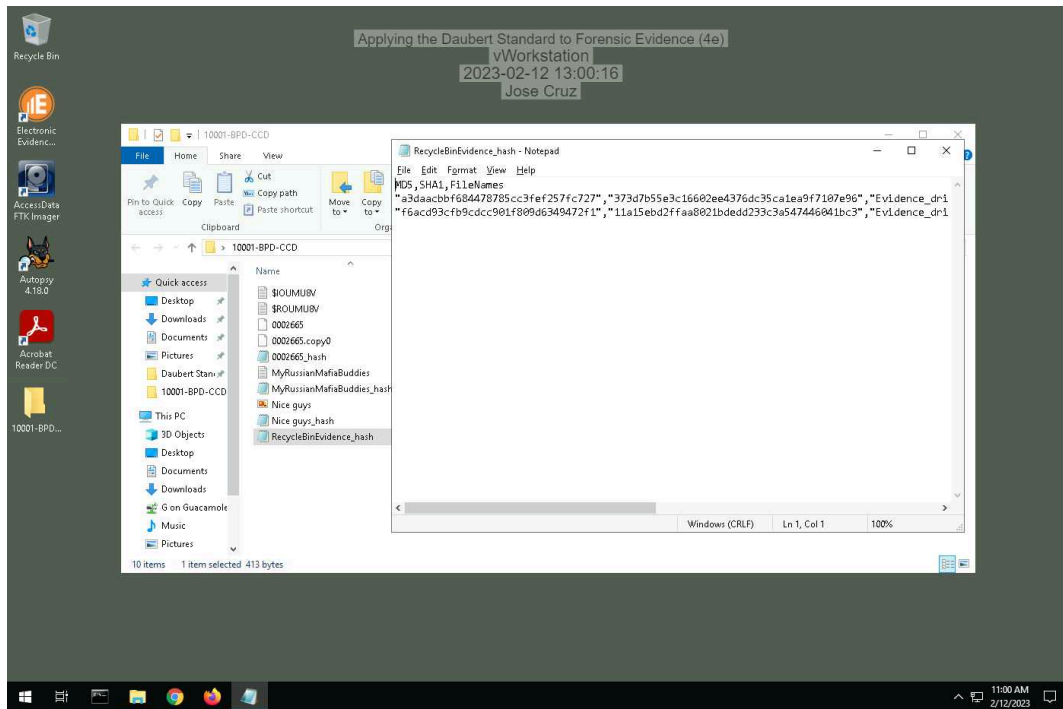 Applying the Daubert Standard to Forensic Evidence (4e)
vWorkstation
2023-02-12 13:00:16
Jose Cruz
Recycle Bin
Electronic
Evidenc...
AccessData
FTK Imager
Autopsy
4.18.0
Acrobat
Reader DC
10001-BPD...
10001-BPD-CCD
File Home Share View
Pin to Quick
access
Copy
Paste
Cut
Copy path
Paste shortcut
Move
to
Copy
to
Clipboard
Orga
10001-BPD-CCD
Quick access
Desktop
Downloads
Documents
Pictures
Daubert Stan
10001-BPD-CCD
This PC
3D Objects
Desktop
Documents
Downloads
G on Guacamole
Music
Pictures
Name
$IOUMU8V
$ROUMU8V
0002665
0002665.copy0
0002665_hash
MyRussianMafiaBuddies
MyRussianMafiaBuddies_hash
Nice guys
Nice guys_hash
RecycleBinEvidence_hash
10 items 1 item selected 413 bytes
RecycleBinEvidence_hash - Notepad
File Edit Format View Help
MD5,SHA1,FileNames
"a3daacbbf684478785cc3fef257fc727","373d7b55e3c16602ee4376dc35ca1ea9f7107e96","Evidence_dri
"f6acd93cfb9cdcc901f809d6349472f1","11a15ebd2ffaa8021bdedd233c3a547446041bc3","Evidence_dri
Windows (CRLF) Ln 1, Col 1 100%
11:00 AM
2/12/2023